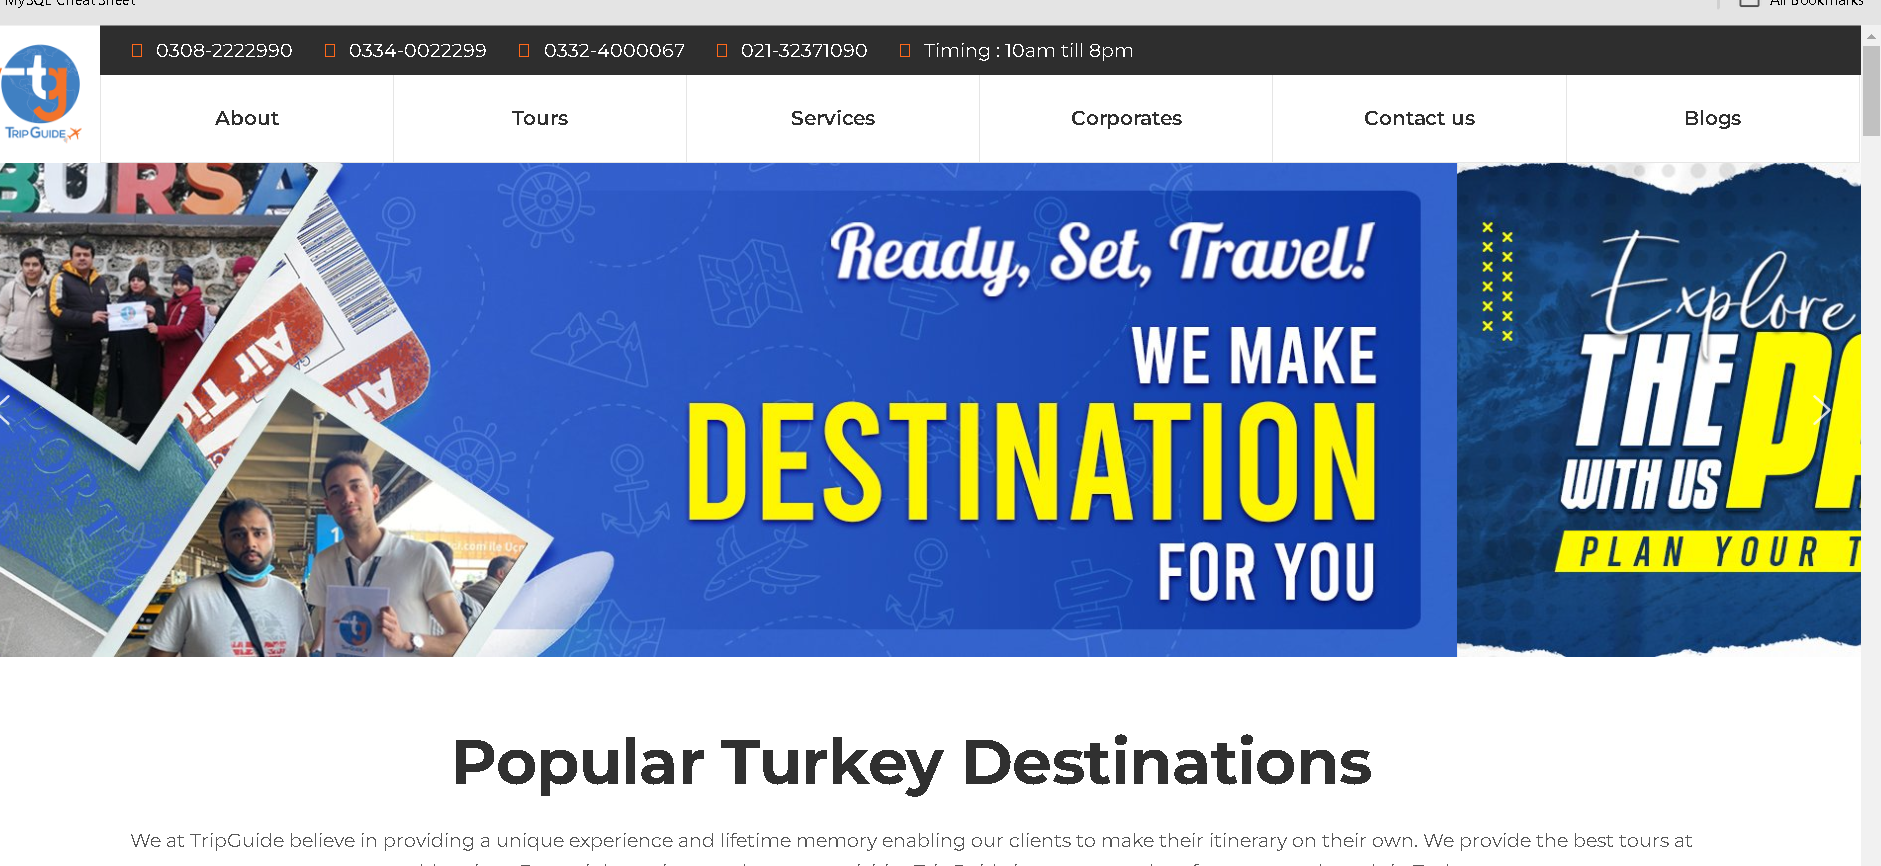 MySQL Cheat Sheet
All Bookmarks
0308-2222990 0334-0022299 0332-4000067 021-32371090 Timing : 10am till 8pm
tg
TRIP GUIDE
About Tours Services Corporates Contact us Blogs
BURSA
Ready, Set, Travel!
WE MAKE
DESTINATION
FOR YOU
Air
Explore
THE
WITH US
PLAN YOUR T
Popular Turkey Destinations
We at TripGuide believe in providing a unique experience and lifetime memory enabling our clients to make their itinerary on their own. We provide the best tours at